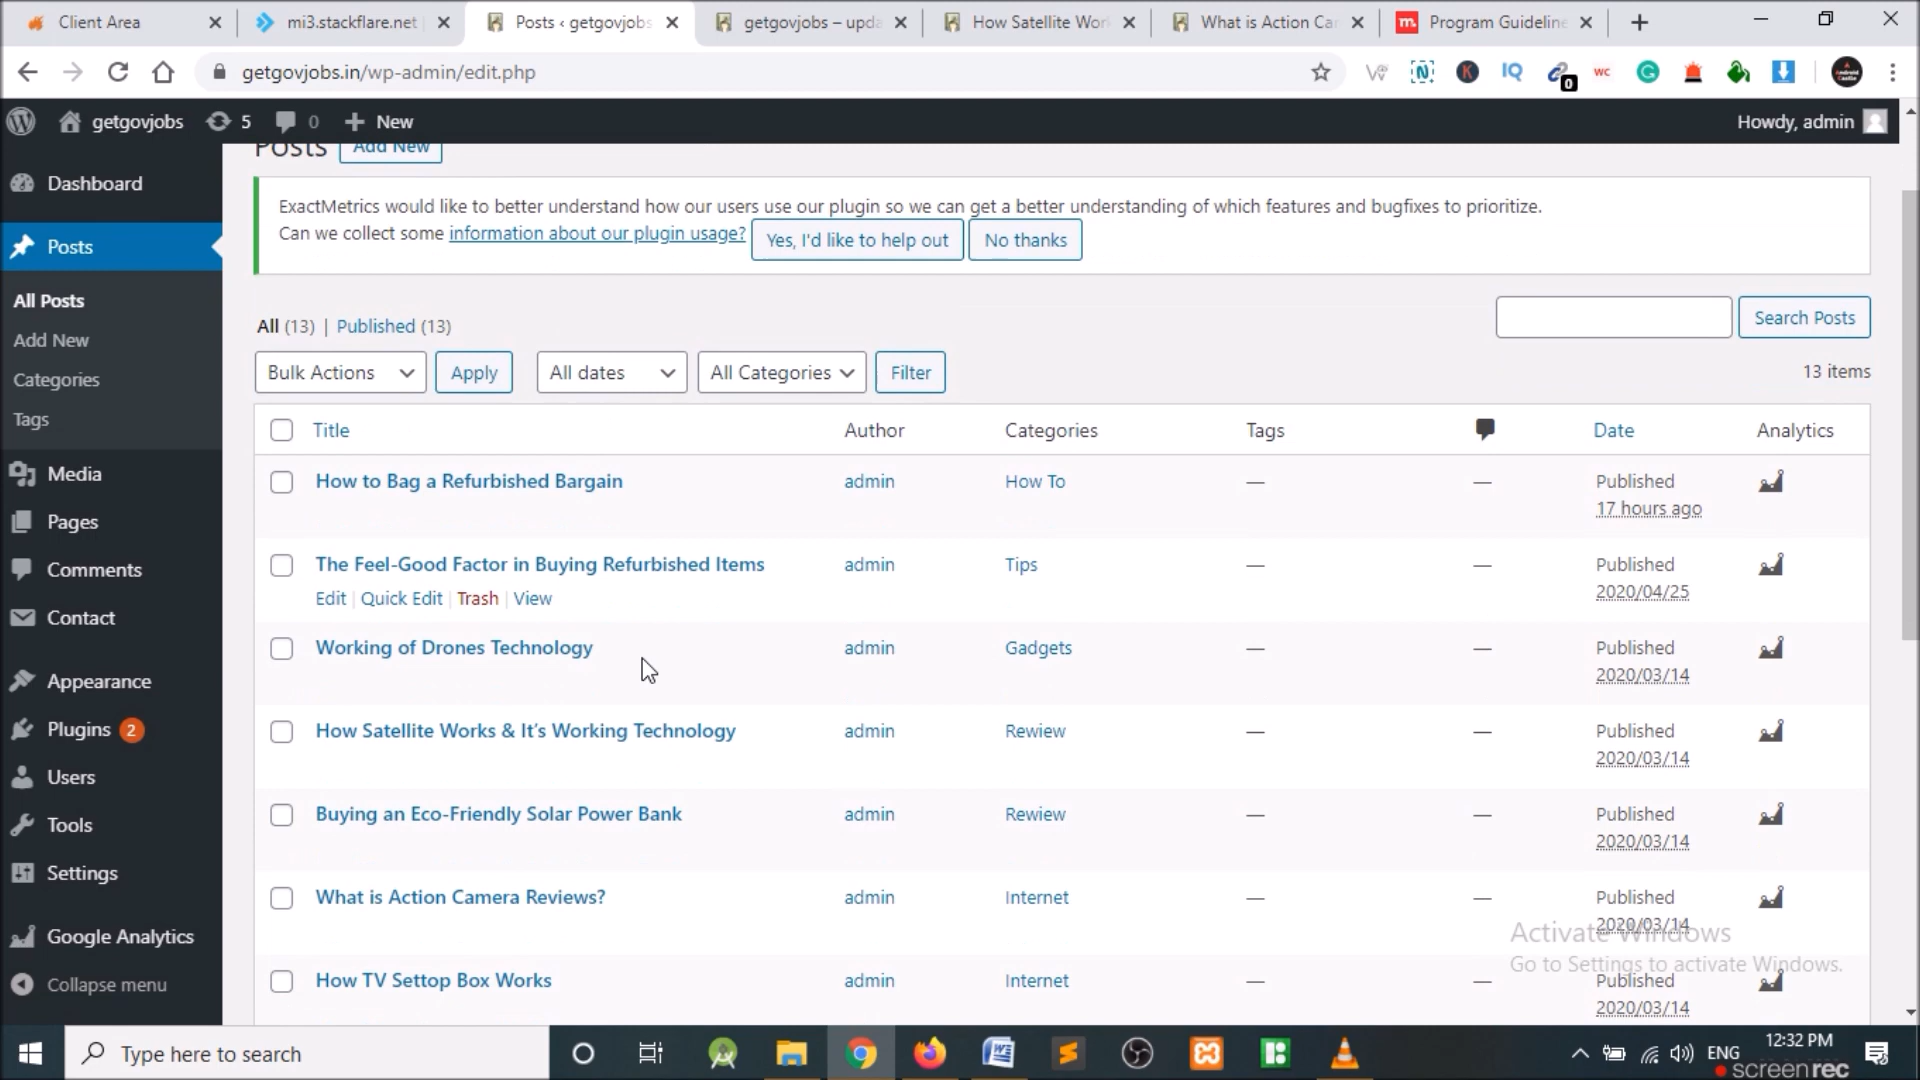 Client Area
mi3.stackflare.net
Posts ‹ getgovjobs
getgovjobs – upda
How Satellite Wor
What is Action Ca
Program Guideline
getgovjobs.in/wp-admin/edit.php
getgovjobs 5 0 New
Howdy, admin
Dashboard
Posts
All Posts
Add New
Categories
Tags
Media
Pages
Comments
Contact
Appearance
Plugins 2
Users
Tools
Settings
Google Analytics
Collapse menu
Posts Add New
ExactMetrics would like to better understand how our users use our plugin so we can get a better understanding of which features and bugfixes to prioritize.
Can we collect some information about our plugin usage? Yes, I'd like to help out No thanks
All (13) | Published (13)
Search Posts
Bulk Actions Apply All dates All Categories Filter 13 items
Title Author Categories Tags Date Analytics
How to Bag a Refurbished Bargain admin How To — — Published
17 hours ago
The Feel-Good Factor in Buying Refurbished Items admin Tips — — Published
Edit | Quick Edit | Trash | View 2020/04/25
Working of Drones Technology admin Gadgets — — Published
2020/03/14
How Satellite Works & It's Working Technology admin Rewiew — — Published
2020/03/14
Buying an Eco-Friendly Solar Power Bank admin Rewiew — — Published
2020/03/14
What is Action Camera Reviews? admin Internet — — Published
2020/03/14
Activate Windows
Go to Settings to activate Windows.
How TV Settop Box Works admin Internet — — Published
2020/03/14
Type here to search
ENG
12:32 PM
screenrec